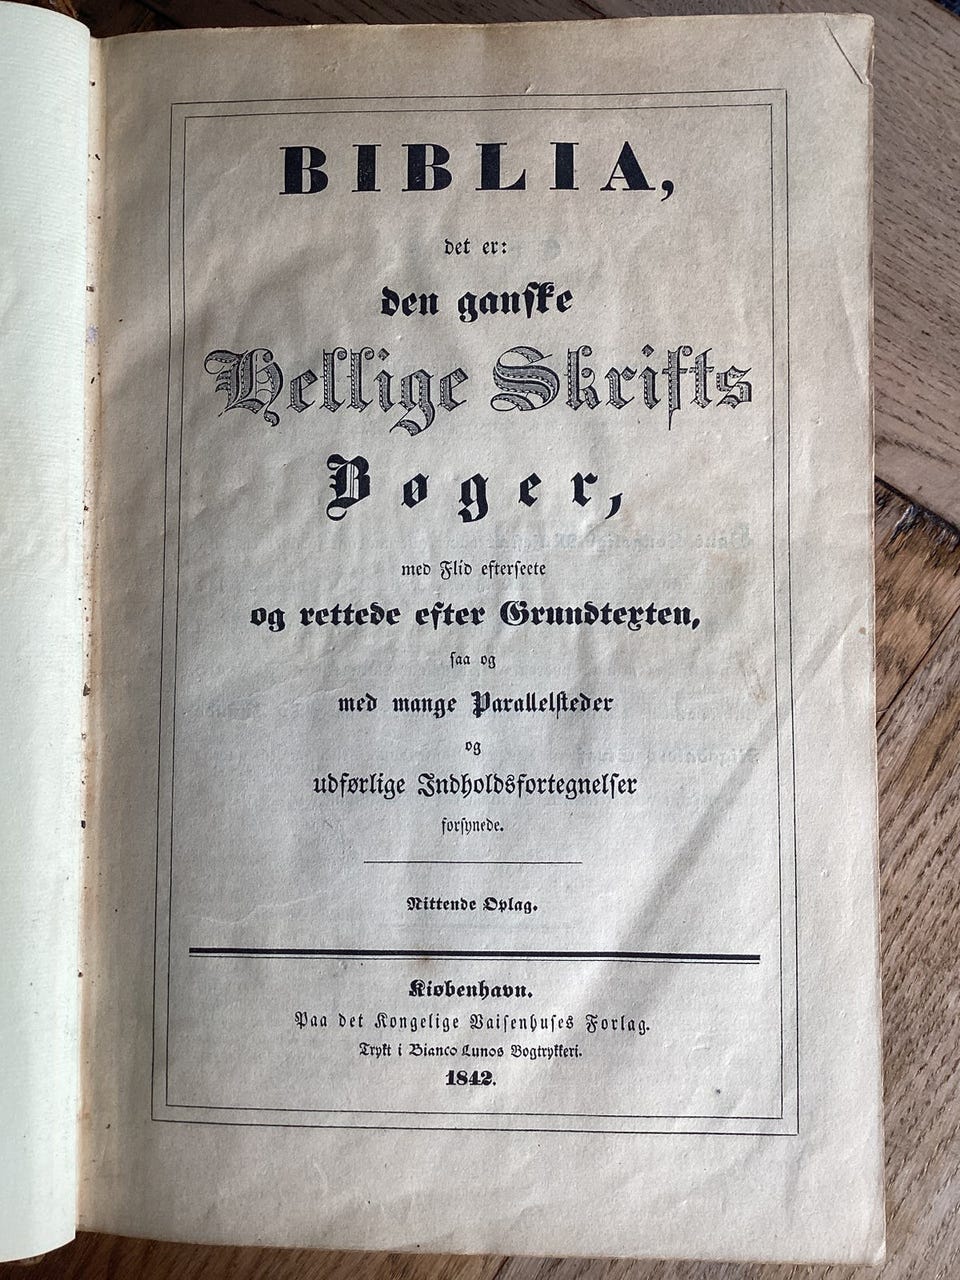 BIBLIA,
det er:
den ganſke
Hellige Skrifts
Bøger,
med Flid efterſeete
og rettede efter Grundtexten,
ſaa og
med mange Parallelſteder
og
udførlige Indholdsfortegnelſer
forſynede.
Nittende Oplag.
Kiøbenhavn.
Paa det Kongelige Vaiſenhuſes Forlag.
Trykt i Bianco Lunos Bogtrykkeri.
1842.